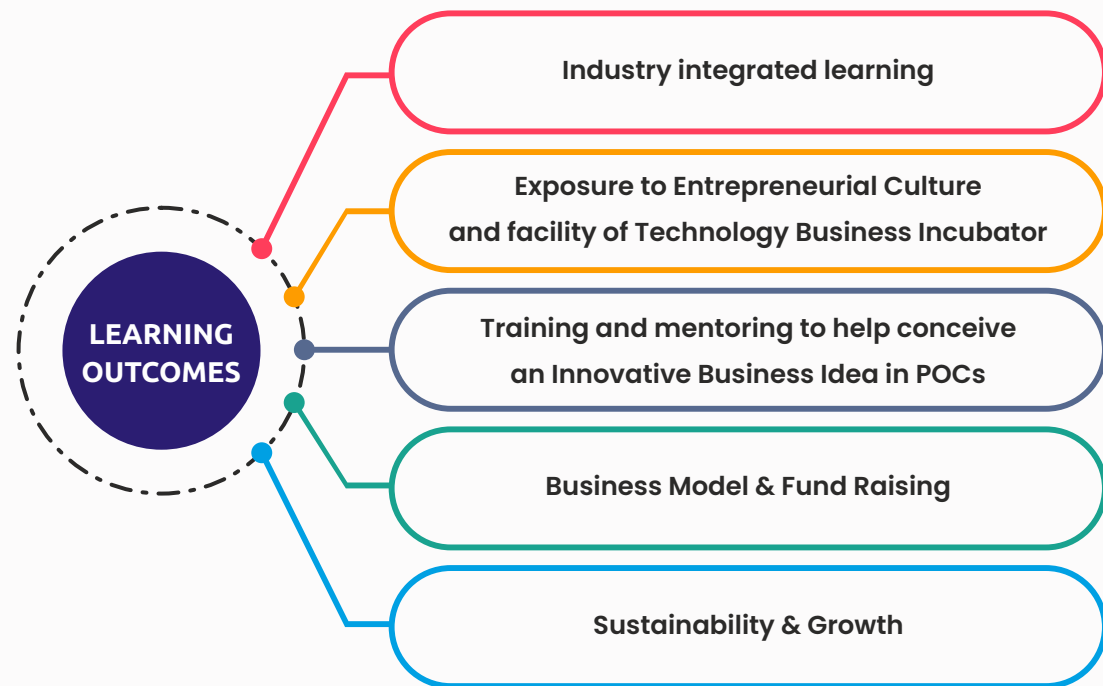 LEARNING
OUTCOMES
Industry integrated learning
Exposure to Entrepreneurial Culture
and facility of Technology Business Incubator
Training and mentoring to help conceive
an Innovative Business Idea in POCs
Business Model & Fund Raising
Sustainability & Growth